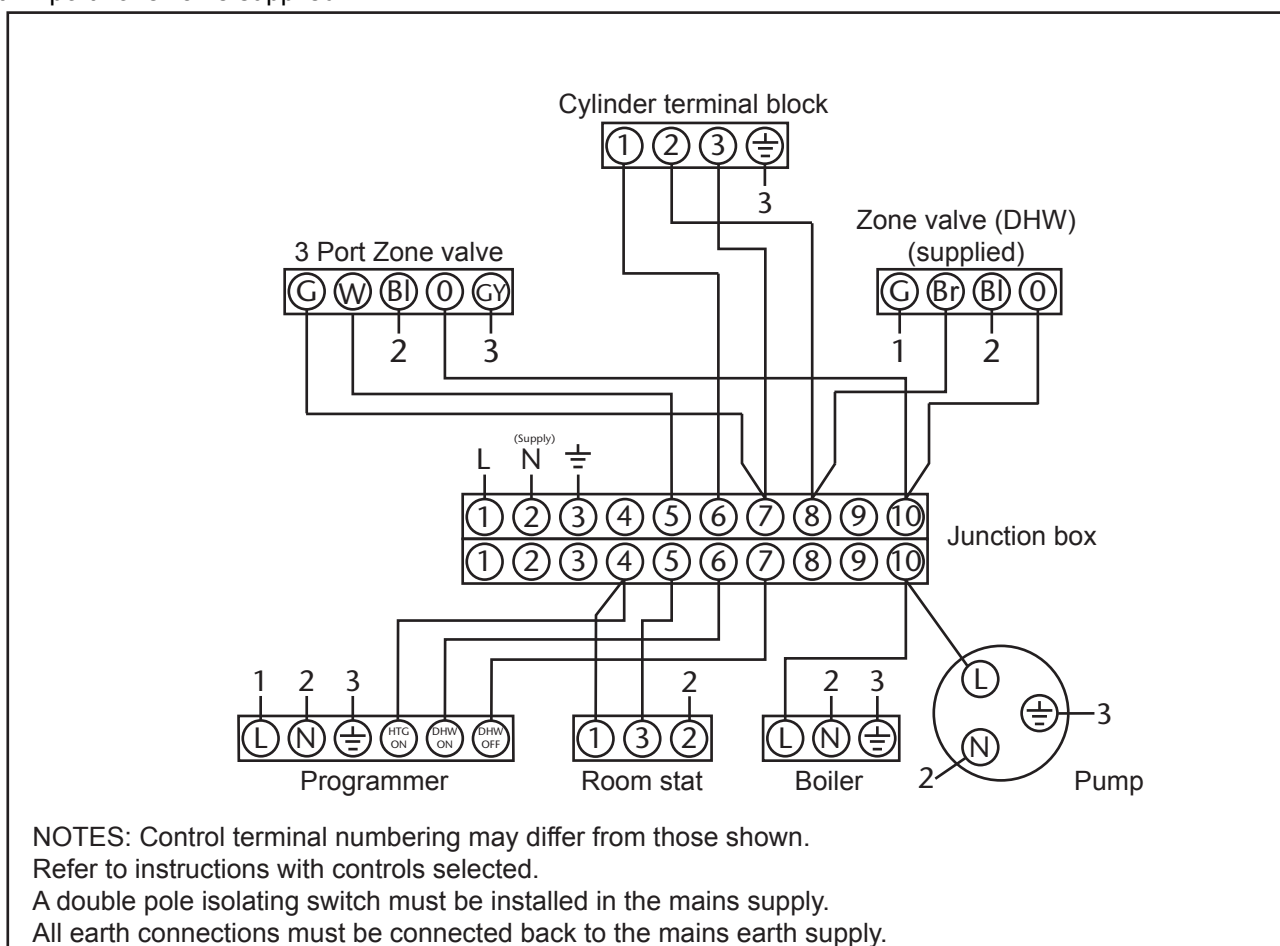 Cylinder terminal block
1 2 3
3
Zone valve (DHW)
(supplied)
3 Port Zone valve
G W Bl 0 GY
G Br Bl 0
2 3
1 2
(Supply)
L N
1 2 3 4 5 6 7 8 9 10
Junction box
1 2 3 4 5 6 7 8 9 10
1 2 3
2
2 3
L
3
L N HTG ON DHW ON DHW OFF
1 3 2
L N
N
2
Programmer
Room stat
Boiler
Pump
NOTES: Control terminal numbering may differ from those shown.
Refer to instructions with controls selected.
A double pole isolating switch must be installed in the mains supply.
All earth connections must be connected back to the mains earth supply.